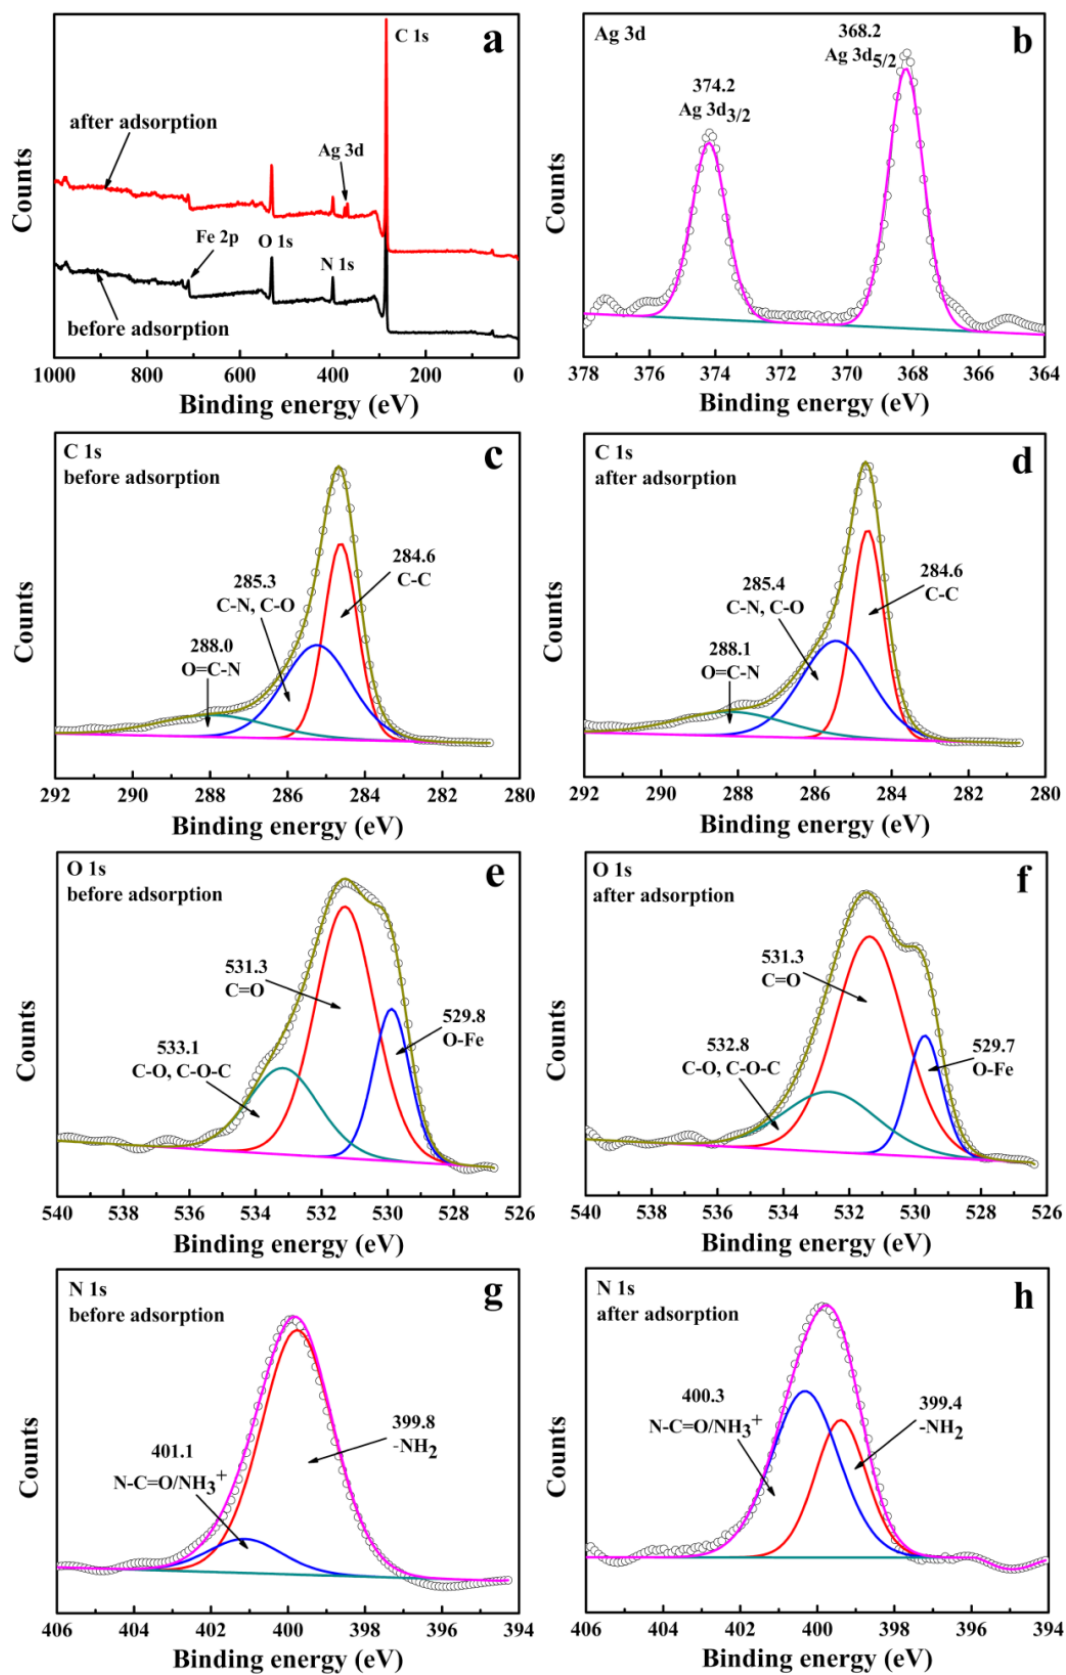 a
C 1s
after adsorption
Ag 3d
Fe 2p
O 1s
N 1s
before adsorption
Counts
1000 800 600 400 200 0
Binding energy (eV)
b
Ag 3d
368.2
Ag 3d5/2
374.2
Ag 3d3/2
Counts
378 376 374 372 370 368 366 364
Binding energy (eV)
C 1s
before adsorption
c
284.6
C-C
285.3
C-N, C-O
288.0
O=C-N
Counts
292 290 288 286 284 282 280
Binding energy (eV)
C 1s
after adsorption
d
284.6
C-C
285.4
C-N, C-O
288.1
O=C-N
Counts
292 290 288 286 284 282 280
Binding energy (eV)
O 1s
before adsorption
e
531.3
C=O
529.8
O-Fe
533.1
C-O, C-O-C
Counts
540 538 536 534 532 530 528 526
Binding energy (eV)
O 1s
after adsorption
f
531.3
C=O
532.8
C-O, C-O-C
529.7
O-Fe
Counts
540 538 536 534 532 530 528 526
Binding energy (eV)
N 1s
before adsorption
g
399.8
-NH2
401.1
N-C=O/NH3+
Counts
406 404 402 400 398 396 394
Binding energy (eV)
N 1s
after adsorption
h
400.3
N-C=O/NH3+
399.4
-NH2
Counts
406 404 402 400 398 396 394
Binding energy (eV)